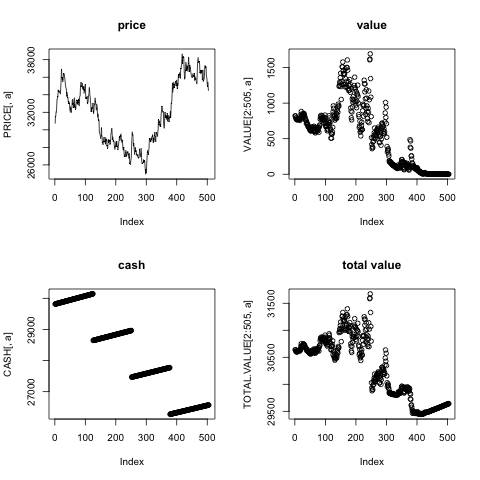 price
PRICE[, a]
38000
32000
26000
0 100 200 300 400 500
Index
value
VALUE[2:505, a]
1500
1000
500
0
0 100 200 300 400 500
Index
cash
CASH[, a]
29000
27000
0 100 200 300 400 500
Index
total value
TOTAL.VALUE[2:505, a]
31500
30500
29500
0 100 200 300 400 500
Index